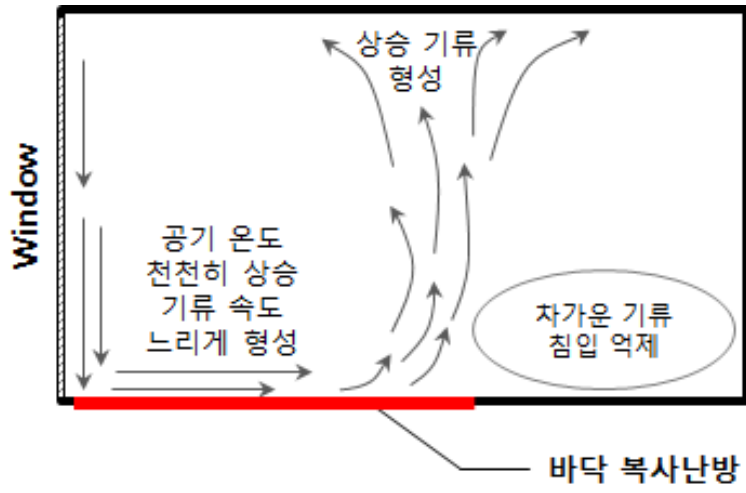 상승 기류
형성
Window
공기 온도
천천히 상승
기류 속도
느리게 형성
차가운 기류
침입 억제
바닥 복사난방